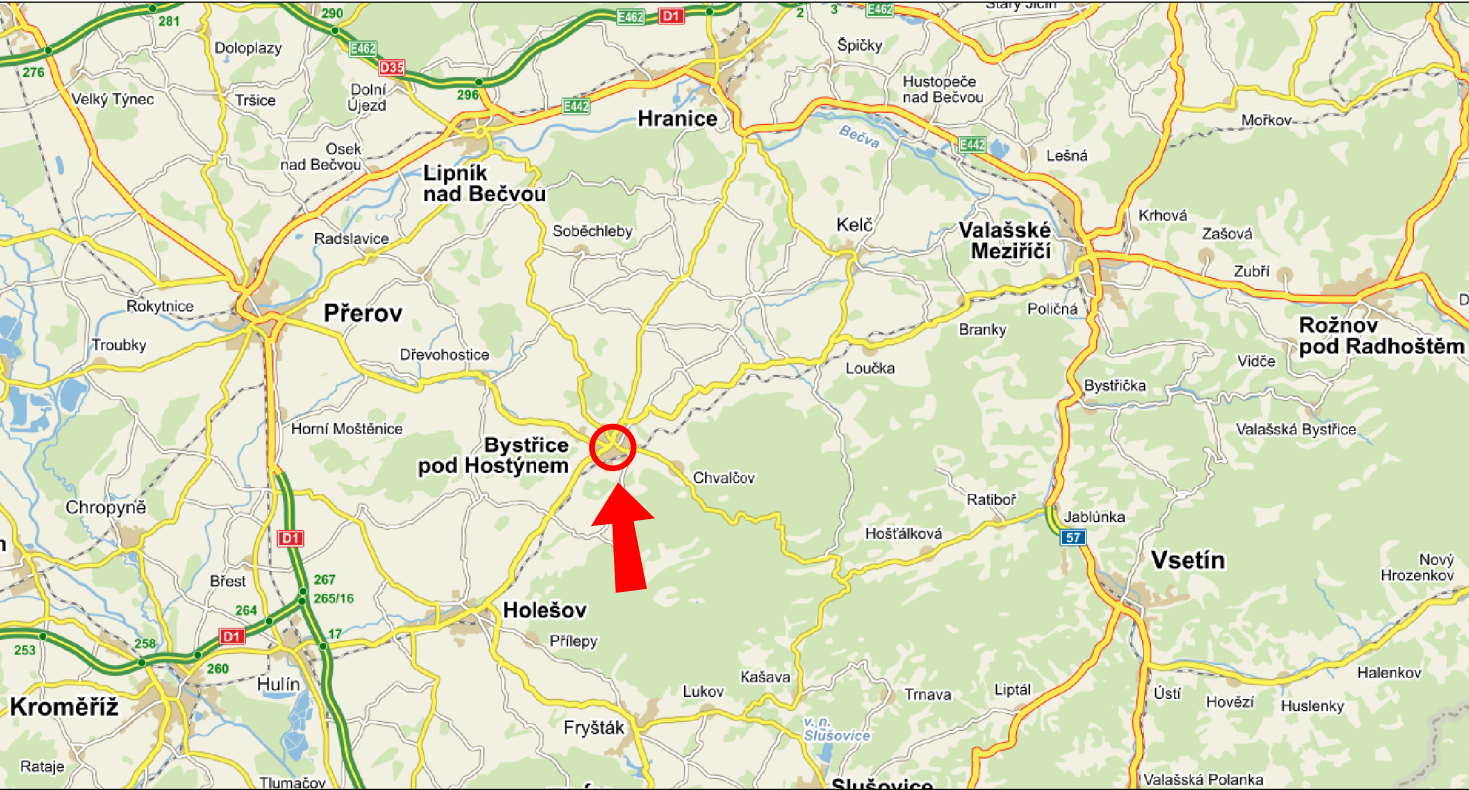 281
290
E462
D1
2
3
E462
Starý Jičín
Doloplazy
E462
Špičky
276
D35
296
Velký Týnec
Tršice
Dolní
Újezd
E442
Hustopeče
nad Bečvou
Hranice
Mořkov
Bečva
E442
Osek
nad Bečvou
Lešná
Lipník
nad Bečvou
Radslavice
Soběchleby
Kelč
Valašské
Meziříčí
Krhová
Zašová
Zubří
Rokytnice
Přerov
Poličná
Branky
Rožnov
pod Radhoštěm
Troubky
Dřevohostice
Loučka
Vidče
Bystřička
Horní Moštěnice
Valašská Bystřice
Bystřice
pod Hostýnem
Chvalčov
Chropyně
Ratiboř
Jablůnka
D1
Hošťálková
57
Vsetín
Nový
Hrozenkov
Břest
267
265/16
264
Holešov
D1
17
Přílepy
253
258
260
Hulín
Kašava
Lukov
Trnava
Liptál
Ústí
Hovězí
Huslenky
Halenkov
Kroměříž
Fryšták
v. n.
Slušovice
Rataje
Tlumačov
Slušovice
Valašská Polanka